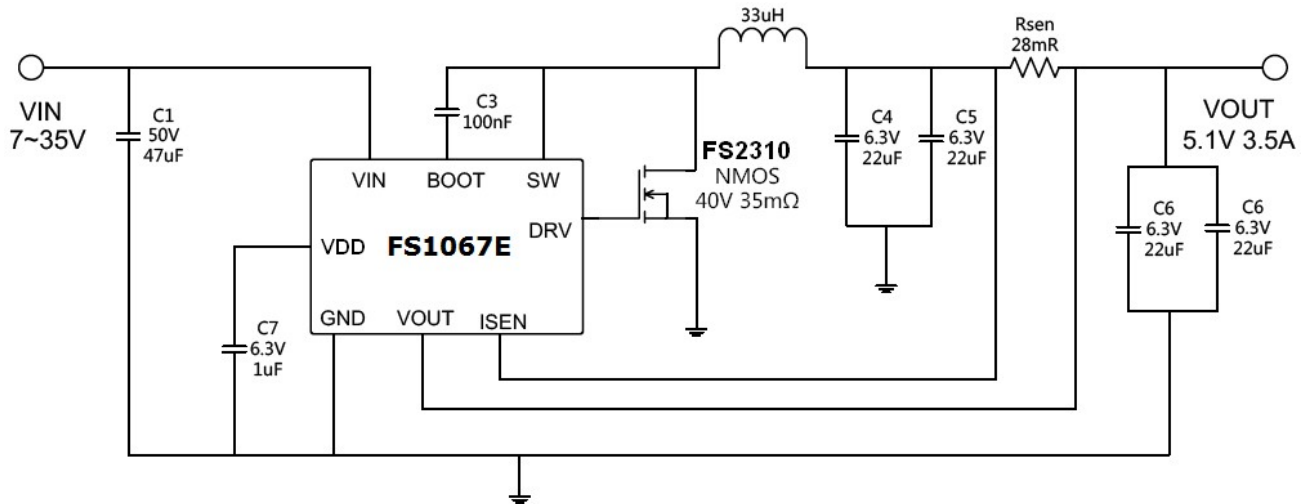 33uH
Rsen
28mR
VIN
7~35V
C1
50V
47uF
C3
100nF
C4
6.3V
22uF
C5
6.3V
22uF
VOUT
5.1V 3.5A
FS2310
NMOS
40V 35mΩ
VIN
BOOT
SW
DRV
VDD
FS1067E
GND
VOUT
ISEN
C7
6.3V
1uF
C6
6.3V
22uF
C6
6.3V
22uF